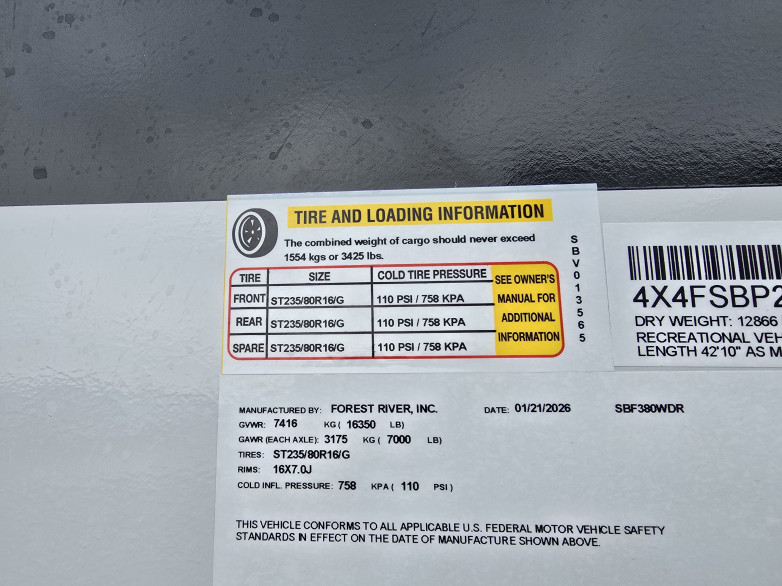 TIRE AND LOADING INFORMATION
The combined weight of cargo should never exceed
1554 kgs or 3425 lbs.
TIRE SIZE COLD TIRE PRESSURE
FRONT ST235/80R16/G 110 PSI / 758 KPA
REAR ST235/80R16/G 110 PSI / 758 KPA
SPARE ST235/80R16/G 110 PSI / 758 KPA
SEE OWNER'S
MANUAL FOR
ADDITIONAL
INFORMATION
SBV013565
4X4FSBP2
DRY WEIGHT: 12866
RECREATIONAL VEH
LENGTH 42'10" AS M
MANUFACTURED BY: FOREST RIVER, INC. DATE: 01/21/2026 SBF380WDR
GVWR: 7416 KG ( 16350 LB)
GAWR (EACH AXLE): 3175 KG ( 7000 LB)
TIRES: ST235/80R16/G
RIMS: 16X7.0J
COLD INFL. PRESSURE: 758 KPA ( 110 PSI )
THIS VEHICLE CONFORMS TO ALL APPLICABLE U.S. FEDERAL MOTOR VEHICLE SAFETY
STANDARDS IN EFFECT ON THE DATE OF MANUFACTURE SHOWN ABOVE.